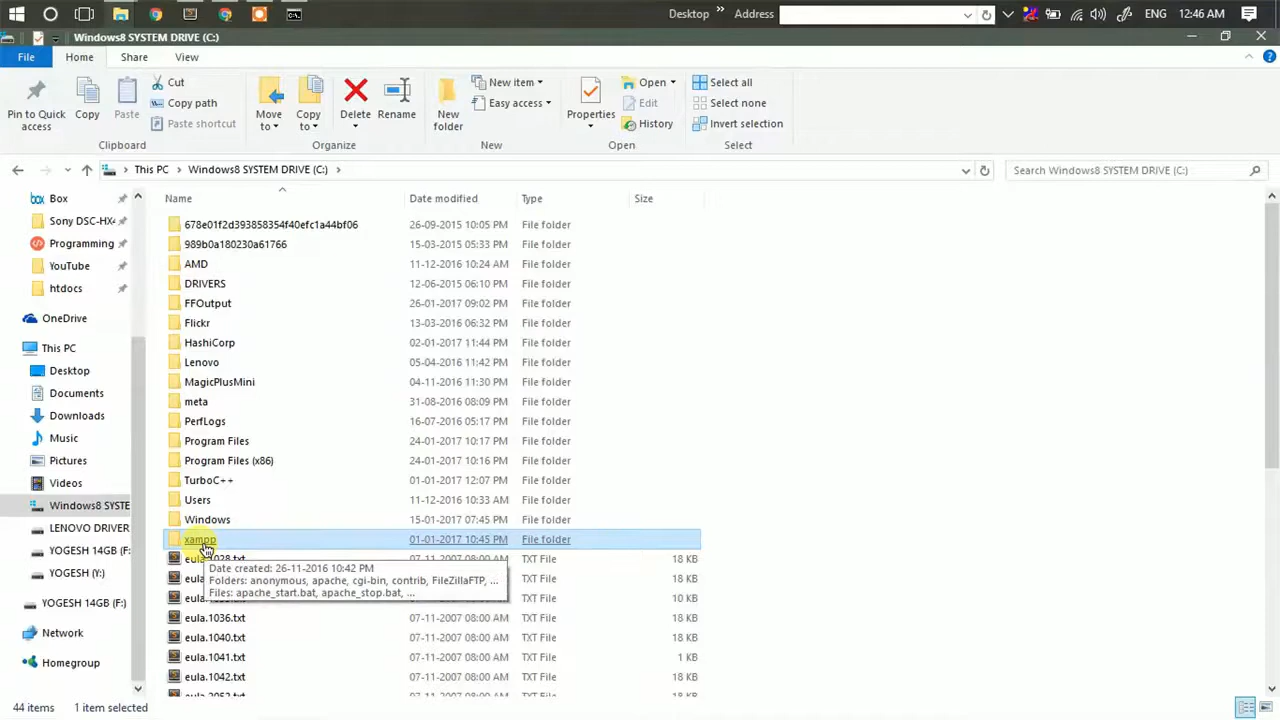 Desktop » Address ENG 12:46 AM
Windows8 SYSTEM DRIVE (C:)
File Home Share View
Pin to Quick access
Copy
Paste
Cut
Copy path
Paste shortcut
Move to
Copy to
Delete
Rename
New folder
New item
Easy access
Properties
Open
Edit
History
Select all
Select none
Invert selection
Clipboard Organize New Open Select
This PC > Windows8 SYSTEM DRIVE (C:) >
Search Windows8 SYSTEM DRIVE (C:)
Box
Sony DSC-HX
Programming
YouTube
htdocs
OneDrive
This PC
Desktop
Documents
Downloads
Music
Pictures
Videos
Windows8 SYSTE
LENOVO DRIVER
YOGESH 14GB (F:
YOGESH (Y:)
YOGESH 14GB (F:)
Network
Homegroup
Name Date modified Type Size
678e01f2d393858354f40efc1a44bf06 26-09-2015 10:05 PM File folder
989b0a180230a61766 15-03-2015 05:33 PM File folder
AMD 11-12-2016 10:24 AM File folder
DRIVERS 12-06-2015 06:10 PM File folder
FFOutput 26-01-2017 09:02 PM File folder
Flickr 13-03-2016 06:32 PM File folder
HashiCorp 02-01-2017 11:44 PM File folder
Lenovo 05-04-2016 11:42 PM File folder
MagicPlusMini 04-11-2016 11:30 PM File folder
meta 31-08-2016 08:09 PM File folder
PerfLogs 16-07-2016 05:17 PM File folder
Program Files 24-01-2017 10:17 PM File folder
Program Files (x86) 24-01-2017 10:16 PM File folder
TurboC++ 01-01-2017 12:07 PM File folder
Users 11-12-2016 10:33 AM File folder
Windows 15-01-2017 07:45 PM File folder
xampp 01-01-2017 10:45 PM File folder
eula.1028.txt 07-11-2007 08:00 AM TXT File 18 KB
Date created: 26-11-2016 10:42 PM
Folders: anonymous, apache, cgi-bin, contrib, FileZillaFTP, ...
Files: apache_start.bat, apache_stop.bat, ...
TXT File 18 KB
TXT File 10 KB
eula.1036.txt 07-11-2007 08:00 AM TXT File 18 KB
eula.1040.txt 07-11-2007 08:00 AM TXT File 18 KB
eula.1041.txt 07-11-2007 08:00 AM TXT File 1 KB
eula.1042.txt 07-11-2007 08:00 AM TXT File 18 KB
44 items 1 item selected